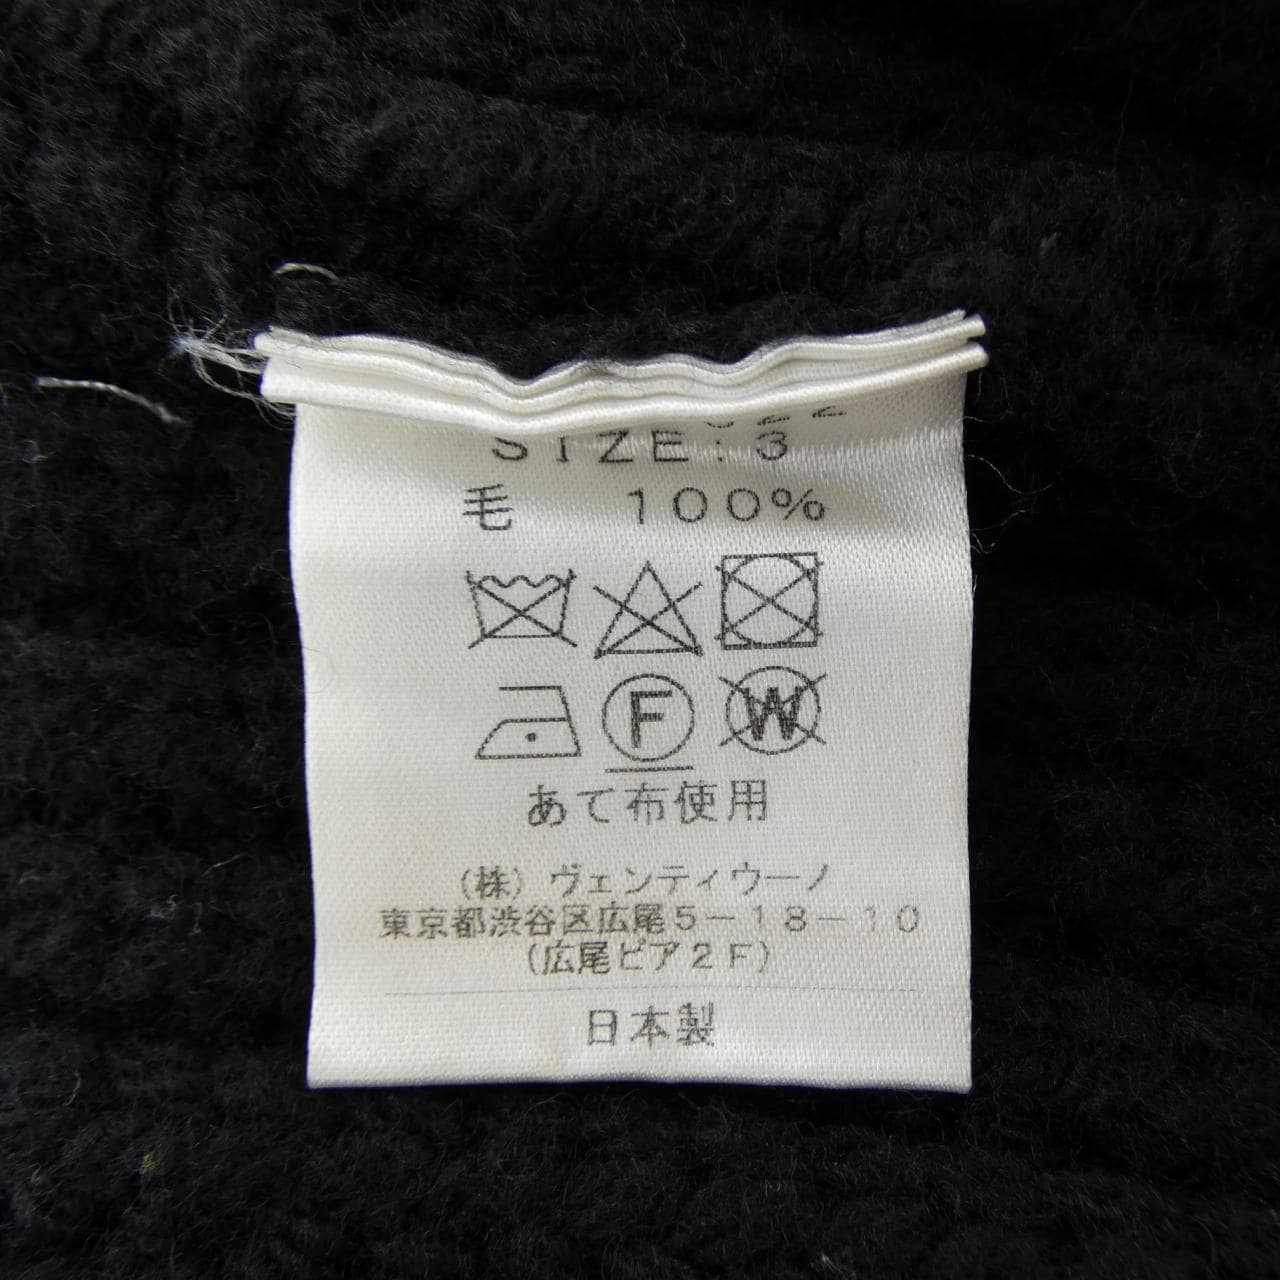 SIZE:3
毛 100%
F W
あて布使用
(株)ヴェンティウーノ
東京都渋谷区広尾5-18-10
(広尾ピア2F)
日本製